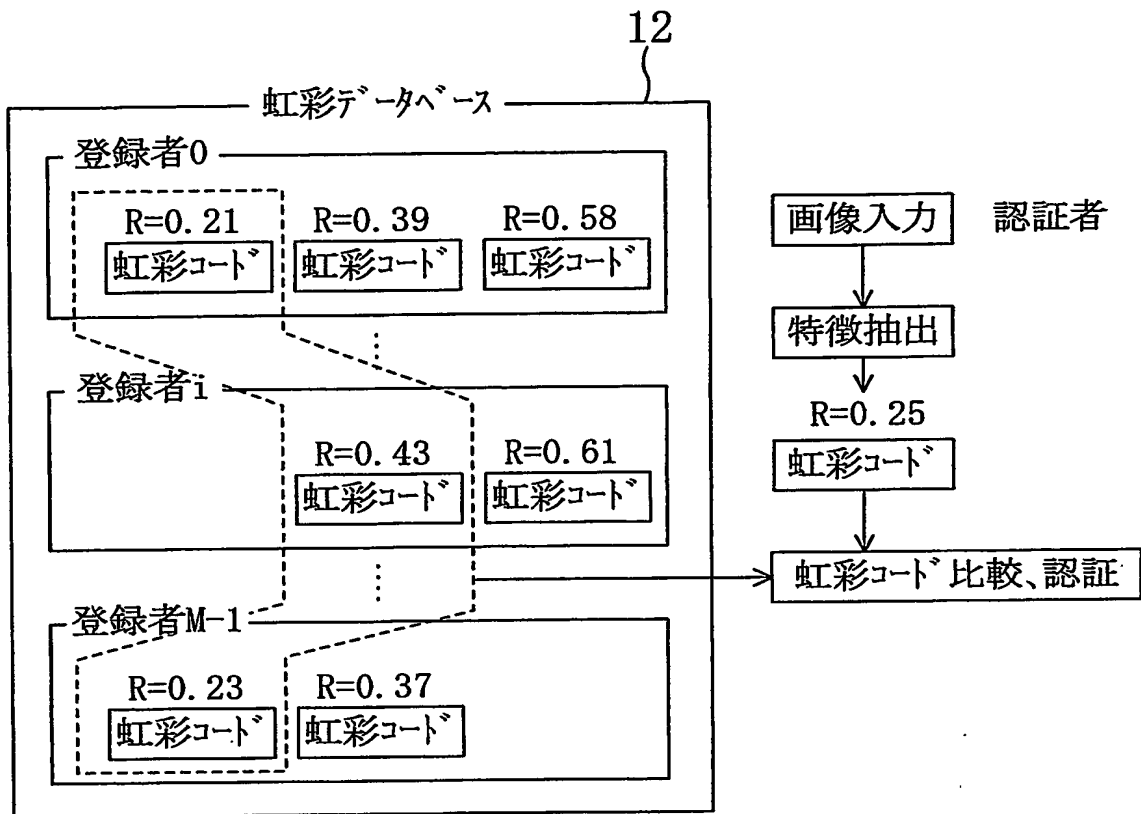 12
虹彩データベース
登録者0
R=0.21 R=0.39 R=0.58
虹彩コード 虹彩コード 虹彩コード
登録者i
R=0.43 R=0.61
虹彩コード 虹彩コード
登録者M-1
R=0.23 R=0.37
虹彩コード 虹彩コード
画像入力 認証者
特徴抽出
R=0.25
虹彩コード
虹彩コード比較、認証